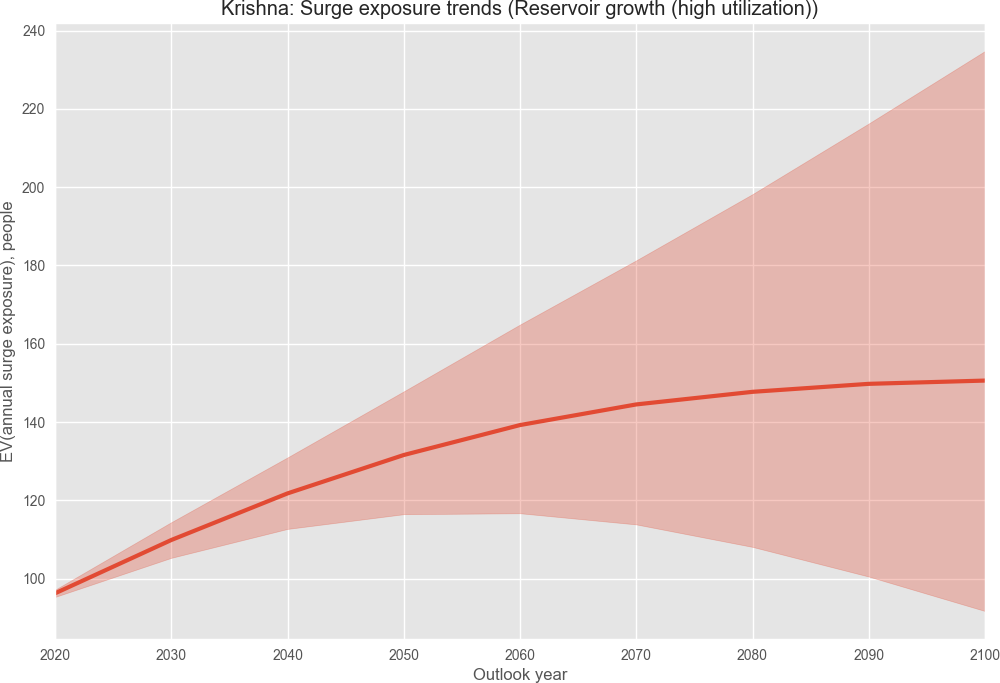 Krishna: Surge exposure trends (Reservoir growth (high utilization))
EV(annual surge exposure), people
240
220
200
180
160
140
120
100
2020 2030 2040 2050 2060 2070 2080 2090 2100
Outlook year